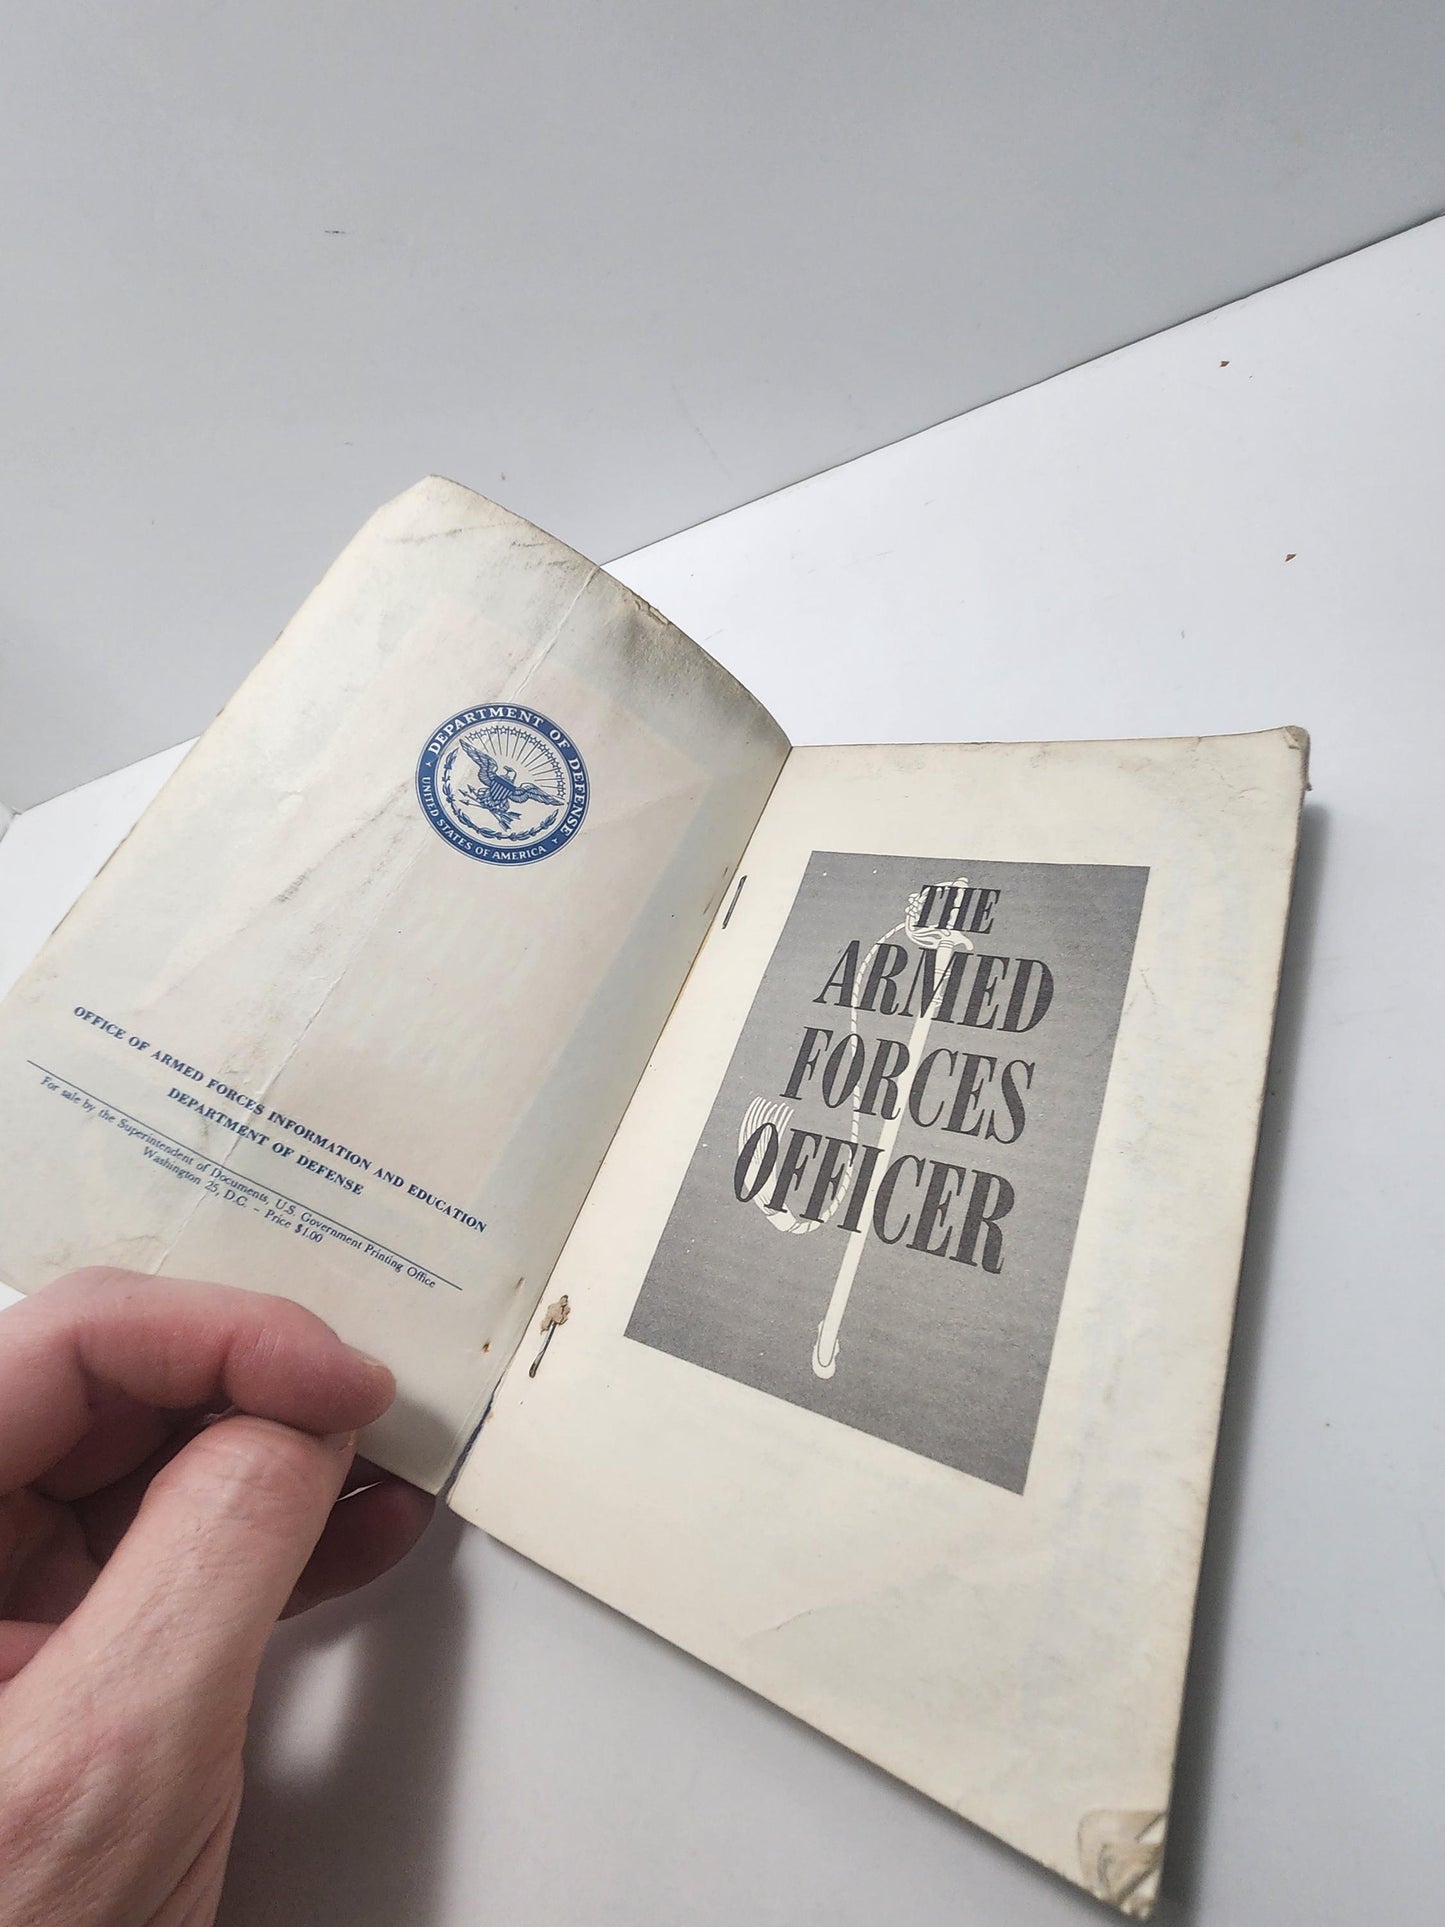 DEPARTMENT OF DEFENSE
UNITED STATES OF AMERICA
OFFICE OF ARMED FORCES INFORMATION AND EDUCATION
DEPARTMENT OF DEFENSE
For sale by the Superintendent of Documents, U.S. Government Printing Office
Washington 25, D.C. - Price $1.00
THE
ARMED
FORCES
OFFICER